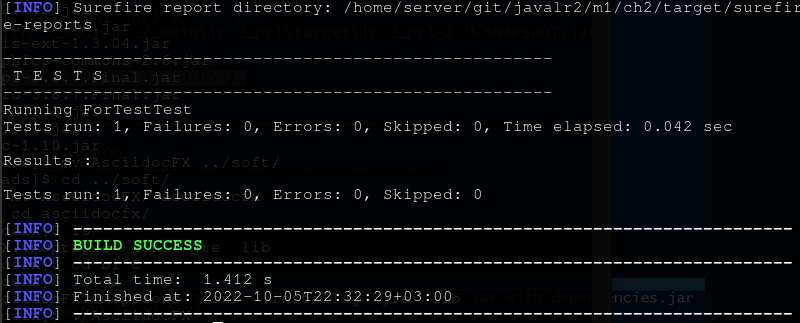 [INFO] Surefire report directory: /home/server/git/javalr2/m1/ch2/target/surefir
e-reports
-------------------------------------------------------
 T E S T S
-------------------------------------------------------
Running ForTestTest
Tests run: 1, Failures: 0, Errors: 0, Skipped: 0, Time elapsed: 0.042 sec
Results :
Tests run: 1, Failures: 0, Errors: 0, Skipped: 0
[INFO] ------------------------------------------------------------------------
[INFO] BUILD SUCCESS
[INFO] ------------------------------------------------------------------------
[INFO] Total time:  1.412 s
[INFO] Finished at: 2022-10-05T22:32:29+03:00
[INFO] ------------------------------------------------------------------------